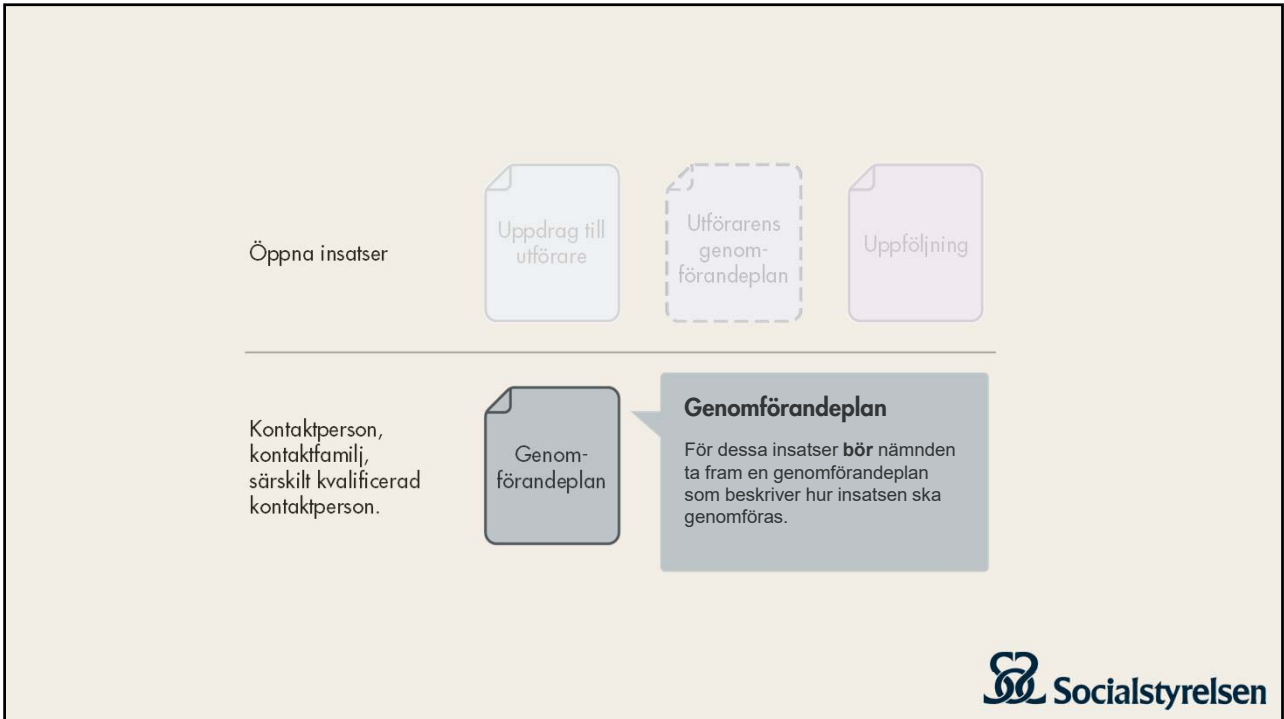 Öppna insatser
Uppdrag till
utförare
Utförarens
genom-
förandeplan
Uppföljning
Kontaktperson,
kontaktfamilj,
särskilt kvalificerad
kontaktperson.
Genom-
förandeplan
Genomförandeplan
För dessa insatser bör nämnden
ta fram en genomförandeplan
som beskriver hur insatsen ska
genomföras.
Socialstyrelsen